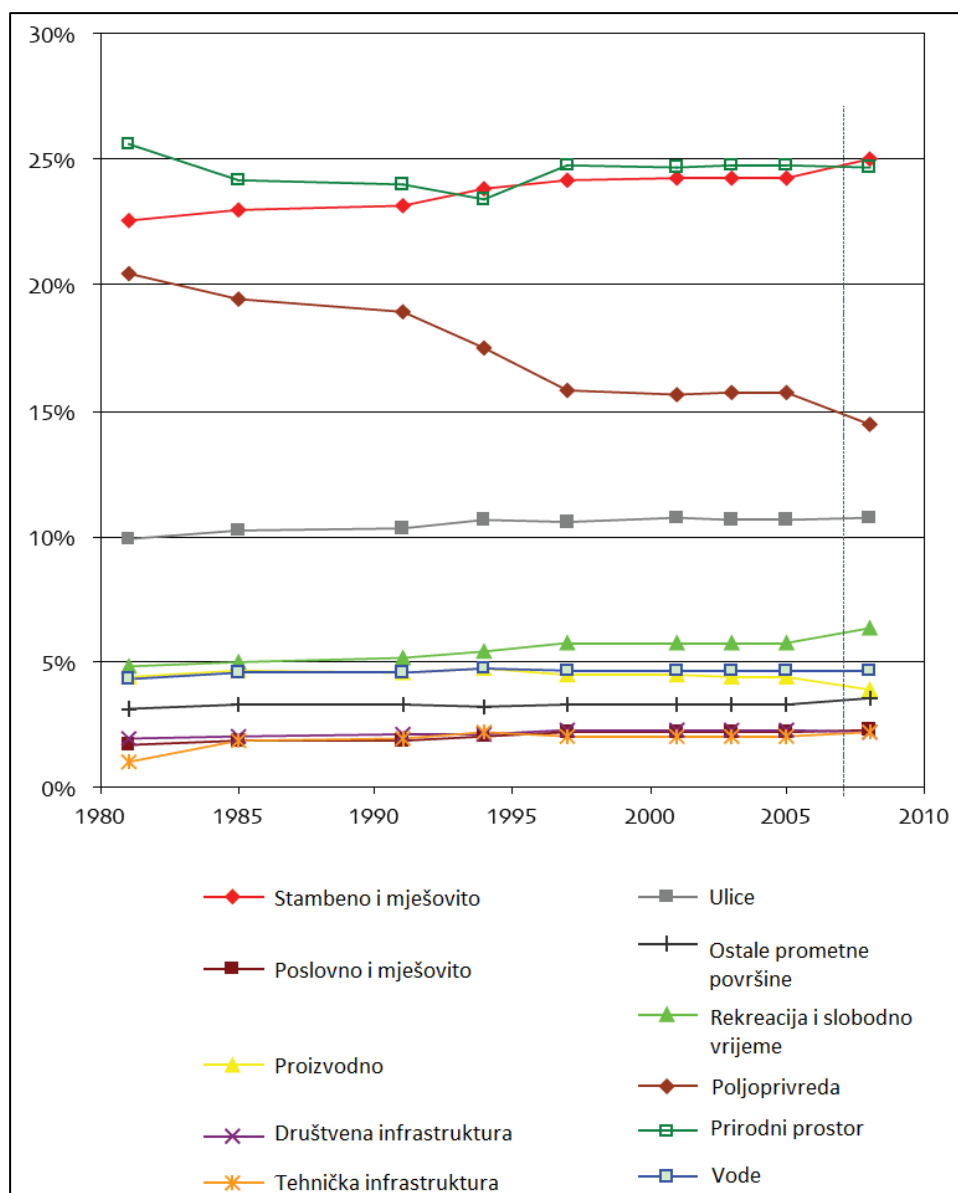 30%
25%
20%
15%
10%
5%
0%
1980 1985 1990 1995 2000 2005 2010
Stambeno i mješovito
Poslovno i mješovito
Proizvodno
Društvena infrastruktura
Tehnička infrastruktura
Ulice
Ostale prometne
površine
Rekreacija i slobodno
vrijeme
Poljoprivreda
Prirodni prostor
Vode